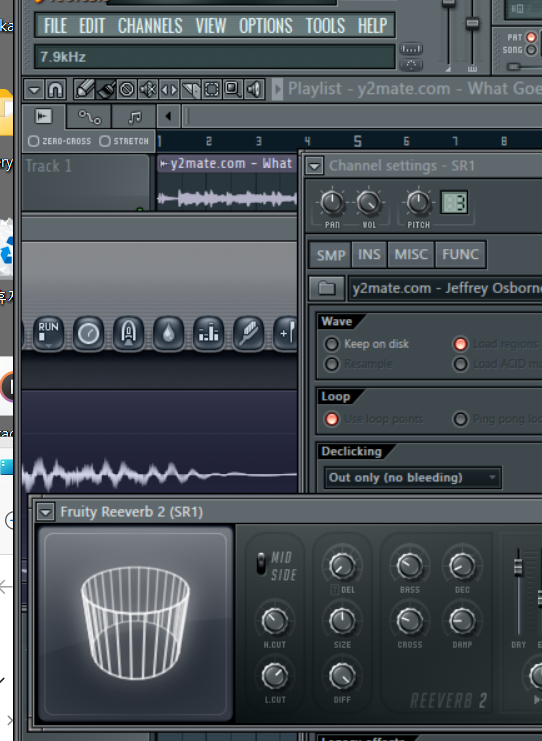 FILE EDIT CHANNELS VIEW OPTIONS TOOLS HELP
7.9kHz
PAT
SONG
Playlist - y2mate.com - What Goe
ZERO-CROSS STRETCH
1 2 3 4 5 6 7 8
Track 1
y2mate.com - What
Channel settings - SR1
PAN VOL PITCH
SMP INS MISC FUNC
y2mate.com - Jeffrey Osborne
Wave
Keep on disk Load regions
Resample Load ACID
Loop
Use loop points Ping pong loo
Declicking
Out only (no bleeding)
RUN
Fruity Reeverb 2 (SR1)
MID
SIDE
DEL BASS DEC
H.CUT SIZE CROSS DAMP DRY
L.CUT DIFF REEVERB 2